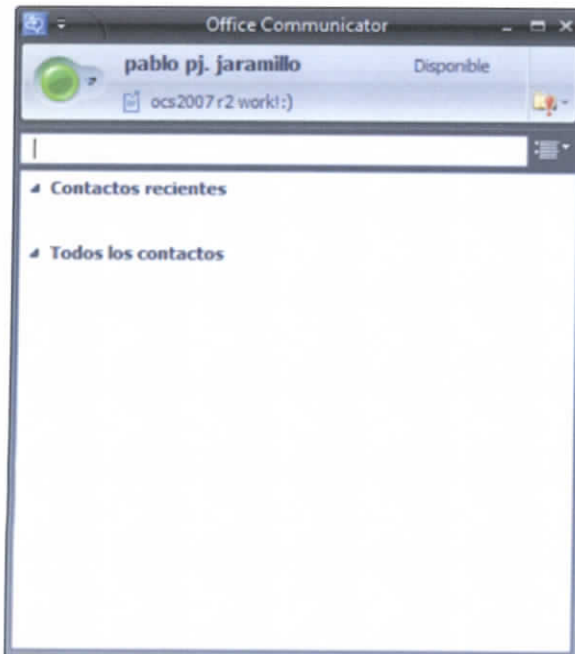 Office Communicator
pablo pj. jaramillo Disponible
ocs2007 r2 work! :)
Contactos recientes
Todos los contactos